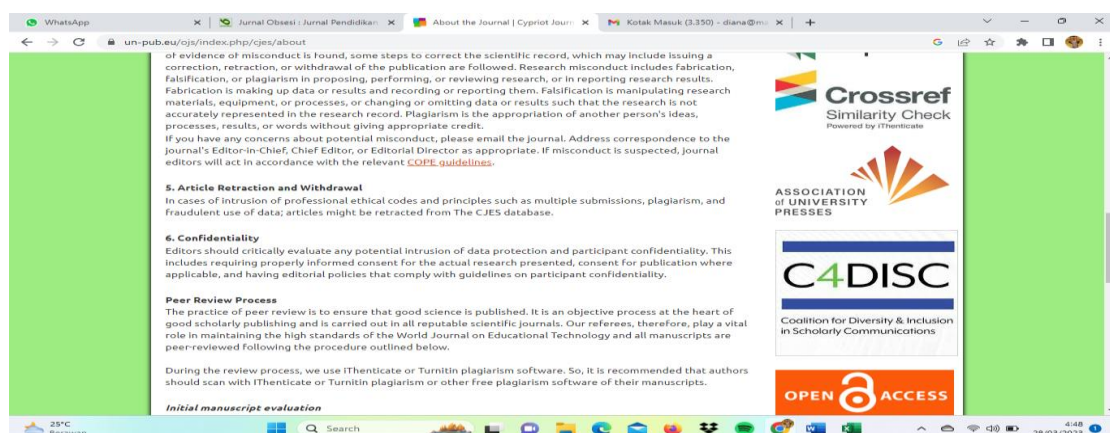 WhatsApp
Jurnal Obsesi : Jurnal Pendidikan
About the Journal | Cypriot Journ
Kotak Masuk (3.350) - diana@m
un-pub.eu/ojs/index.php/cjes/about
of evidence of misconduct is found, some steps to correct the scientific record, which may include issuing a
correction, retraction, or withdrawal of the publication are followed. Research misconduct includes fabrication,
falsification, or plagiarism in proposing, performing, or reviewing research, or in reporting research results.
Fabrication is making up data or results and recording or reporting them. Falsification is manipulating research
materials, equipment, or processes, or changing or omitting data or results such that the research is not
accurately represented in the research record. Plagiarism is the appropriation of another person's ideas,
processes, results, or words without giving appropriate credit.
If you have any concerns about potential misconduct, please email the journal. Address correspondence to the
journal's Editor-in-Chief, Chief Editor, or Editorial Director as appropriate. If misconduct is suspected, journal
editors will act in accordance with the relevant COPE guidelines.
5. Article Retraction and Withdrawal
In cases of intrusion of professional ethical codes and principles such as multiple submissions, plagiarism, and
fraudulent use of data; articles might be retracted from The CJES database.
6. Confidentiality
Editors should critically evaluate any potential intrusion of data protection and participant confidentiality. This
includes requiring properly informed consent for the actual research presented, consent for publication where
applicable, and having editorial policies that comply with guidelines on participant confidentiality.
Peer Review Process
The practice of peer review is to ensure that good science is published. It is an objective process at the heart of
good scholarly publishing and is carried out in all reputable scientific journals. Our referees, therefore, play a vital
role in maintaining the high standards of the World Journal on Educational Technology and all manuscripts are
peer-reviewed following the procedure outlined below.
During the review process, we use iThenticate or Turnitin plagiarism software. So, it is recommended that authors
should scan with IThenticate or Turnitin plagiarism or other free plagiarism software of their manuscripts.
Initial manuscript evaluation
Crossref
Similarity Check
Powered by iThenticate
ASSOCIATION
of UNIVERSITY
PRESSES
C4DISC
Coalition for Diversity & Inclusion
in Scholarly Communications
OPEN ACCESS
25°C
Berawan
Search
4:48
28/03/2023